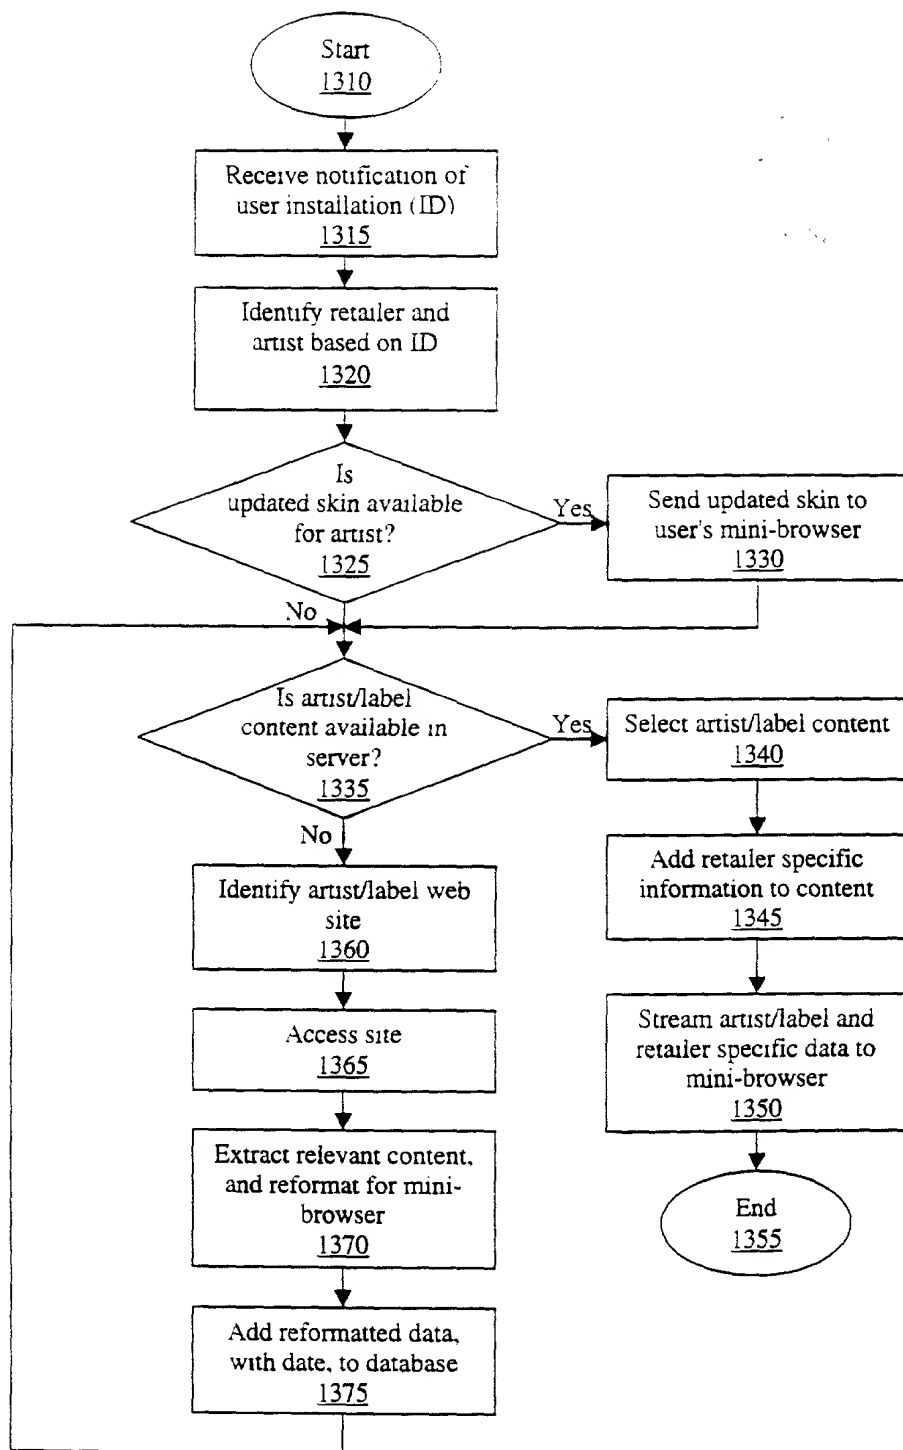 Start
1310
Receive notification of
user installation (ID)
1315
Identify retailer and
artist based on ID
1320
Is
updated skin available
for artist?
1325
Yes
Send updated skin to
user's mini-browser
1330
No
Is artist/label
content available in
server?
1335
Yes
Select artist/label content
1340
Add retailer specific
information to content
1345
Stream artist/label and
retailer specific data to
mini-browser
1350
End
1355
No
Identify artist/label web
site
1360
Access site
1365
Extract relevant content,
and reformat for mini-
browser
1370
Add reformatted data,
with date, to database
1375